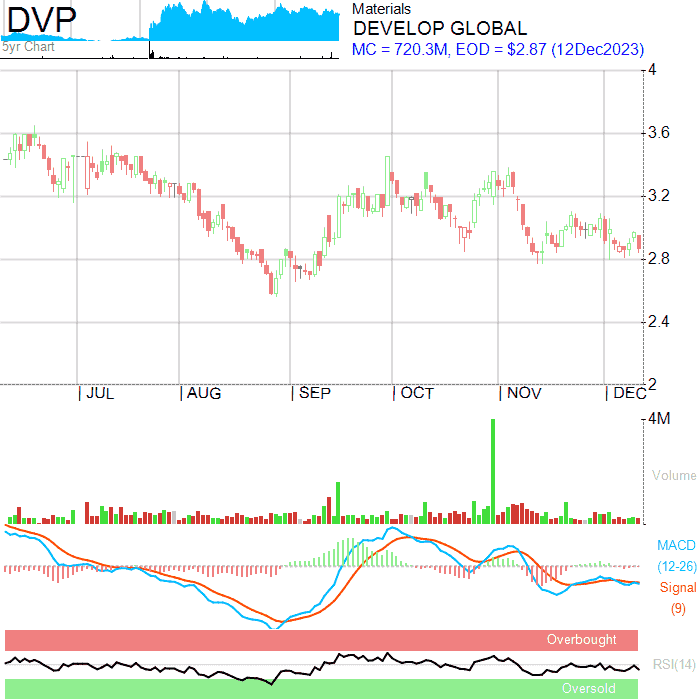 DVP
5yr Chart
Materials
DEVELOP GLOBAL
MC = 720.3M, EOD = $2.87 (12Dec2023)
4
3.6
3.2
2.8
2.4
2
JUL
AUG
SEP
OCT
NOV
DEC
4M
Volume
MACD
(12-26)
Signal
(9)
Overbought
RSI(14)
Oversold